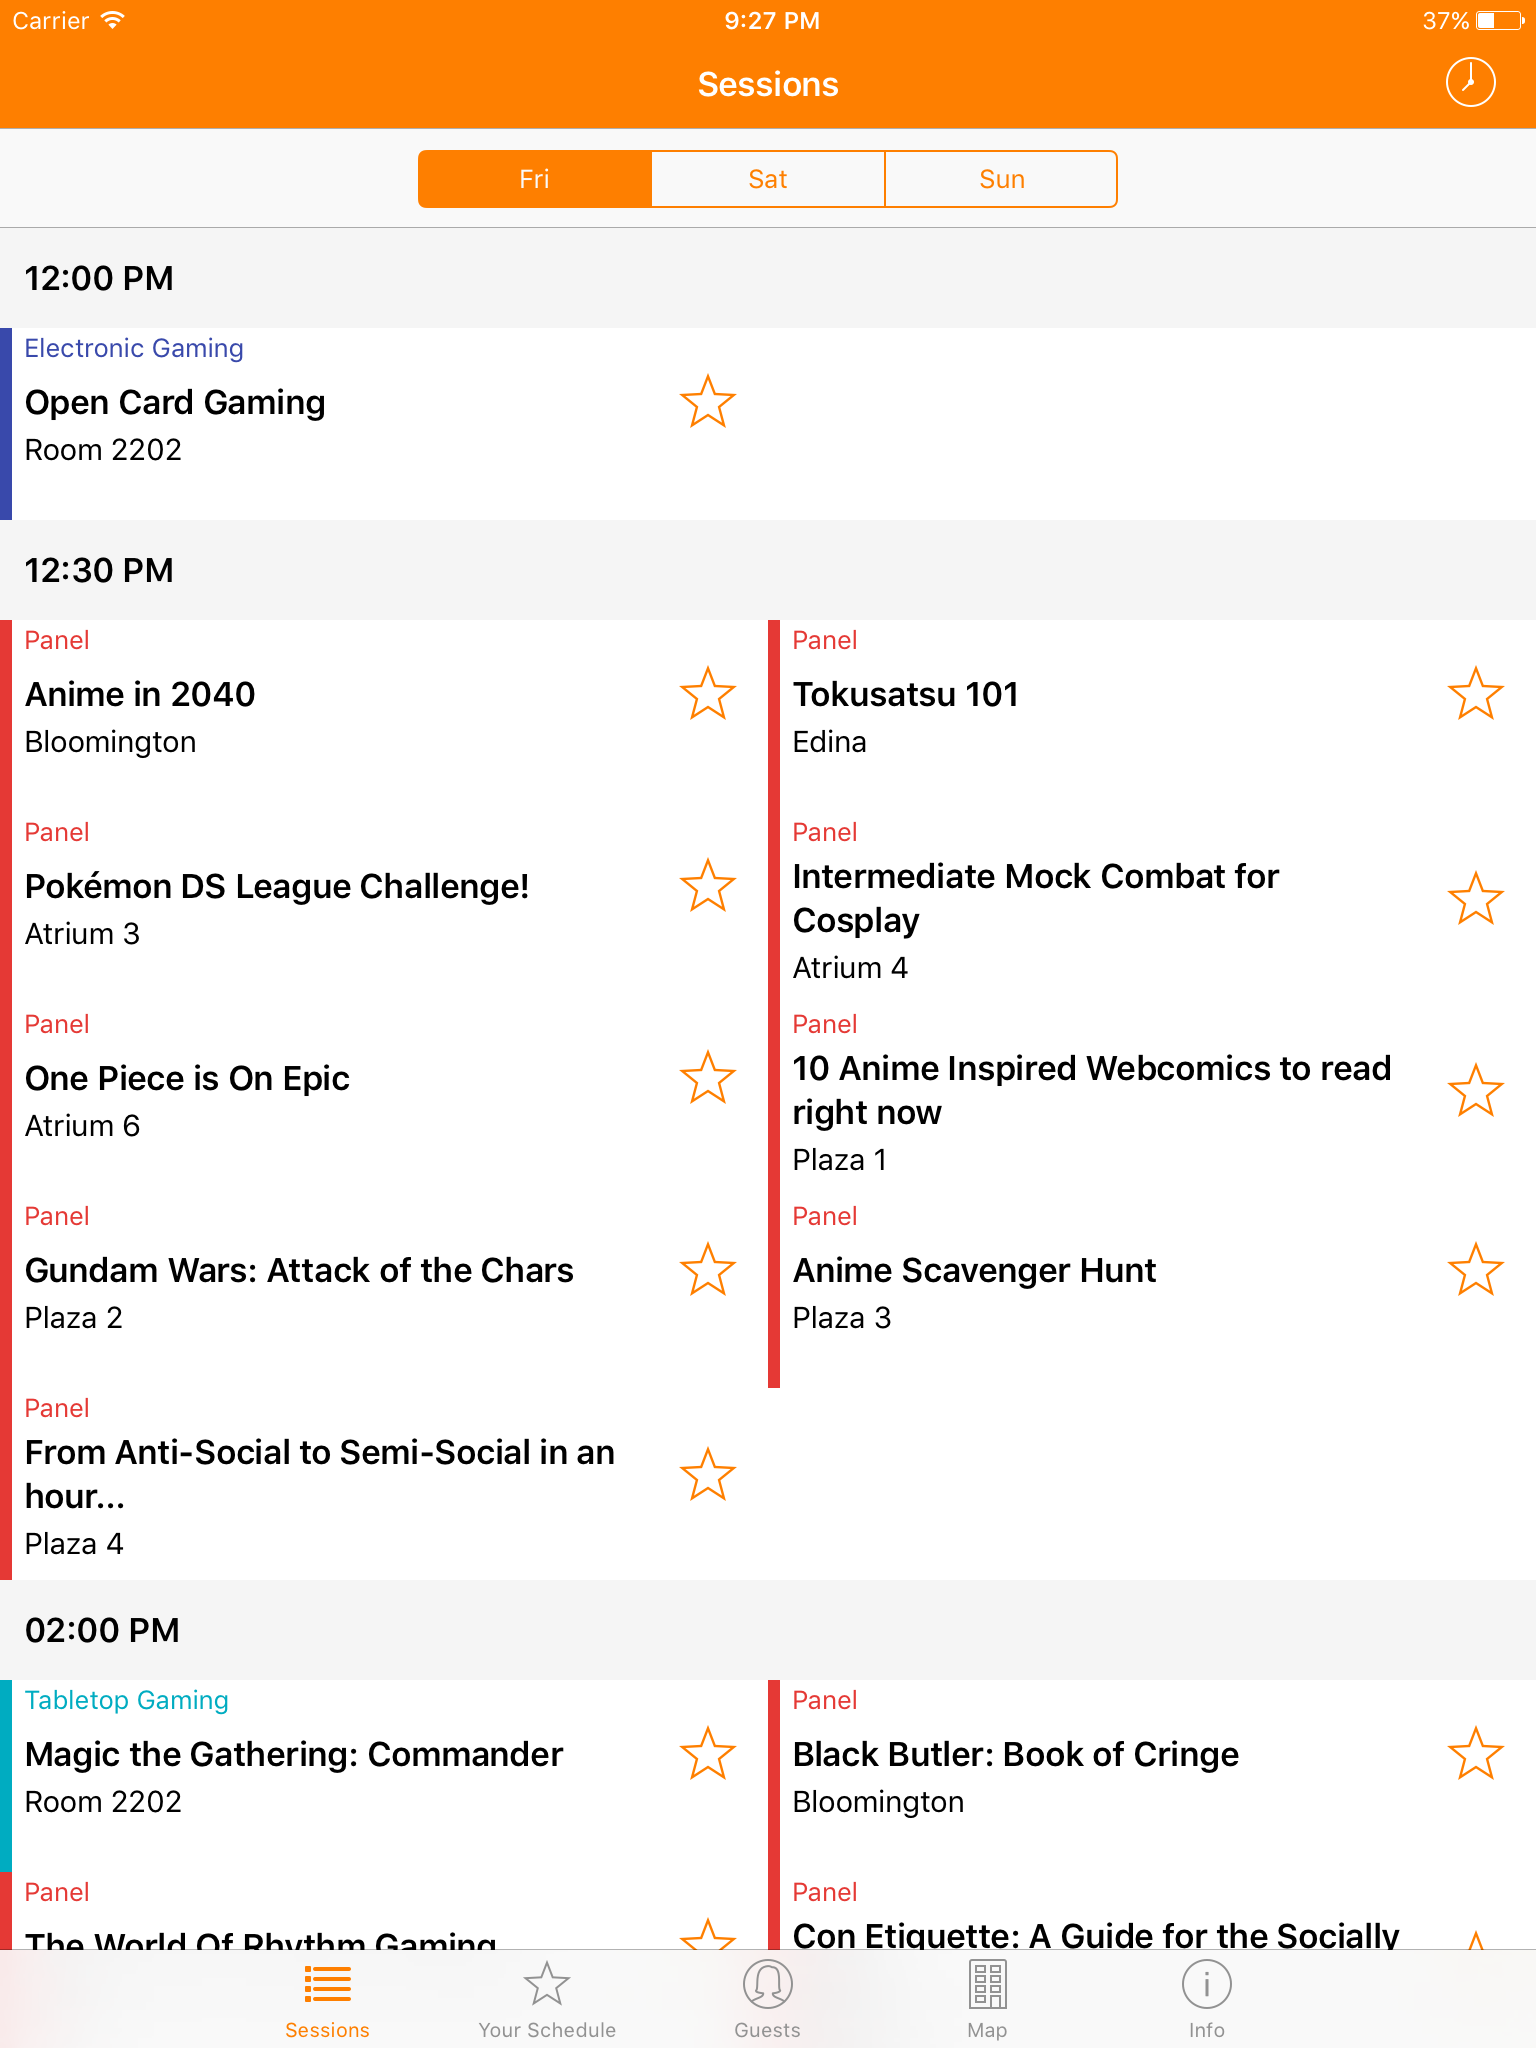 Carrier
9:27 PM
37%
Sessions
Fri
Sat
Sun
12:00 PM
Electronic Gaming
Open Card Gaming
Room 2202
12:30 PM
Panel
Anime in 2040
Bloomington
Panel
Tokusatsu 101
Edina
Panel
Pokémon DS League Challenge!
Atrium 3
Panel
Intermediate Mock Combat for
Cosplay
Atrium 4
Panel
One Piece is On Epic
Atrium 6
Panel
10 Anime Inspired Webcomics to read
right now
Plaza 1
Panel
Gundam Wars: Attack of the Chars
Plaza 2
Panel
Anime Scavenger Hunt
Plaza 3
Panel
From Anti-Social to Semi-Social in an
hour...
Plaza 4
02:00 PM
Tabletop Gaming
Magic the Gathering: Commander
Room 2202
Panel
Black Butler: Book of Cringe
Bloomington
Panel
The World Of Rhythm Gaming
Panel
Con Etiquette: A Guide for the Socially
Sessions
Your Schedule
Guests
Map
Info